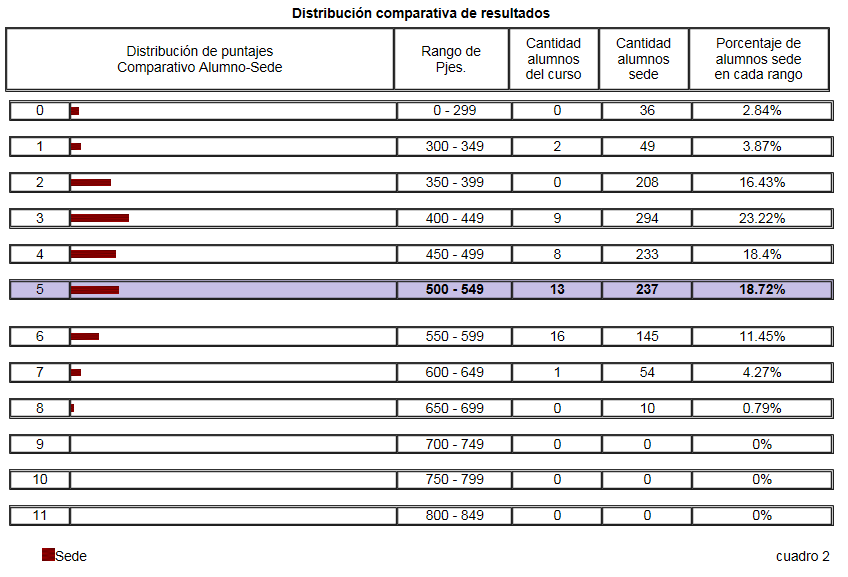 Distribución comparativa de resultados
Distribución de puntajes
Comparativo Alumno-Sede
Rango de
Pjes.
Cantidad
alumnos
del curso
Cantidad
alumnos
sede
Porcentaje de
alumnos sede
en cada rango
0 0 - 299 0 36 2.84%
1 300 - 349 2 49 3.87%
2 350 - 399 0 208 16.43%
3 400 - 449 9 294 23.22%
4 450 - 499 8 233 18.4%
5 500 - 549 13 237 18.72%
6 550 - 599 16 145 11.45%
7 600 - 649 1 54 4.27%
8 650 - 699 0 10 0.79%
9 700 - 749 0 0 0%
10 750 - 799 0 0 0%
11 800 - 849 0 0 0%
Sede
cuadro 2